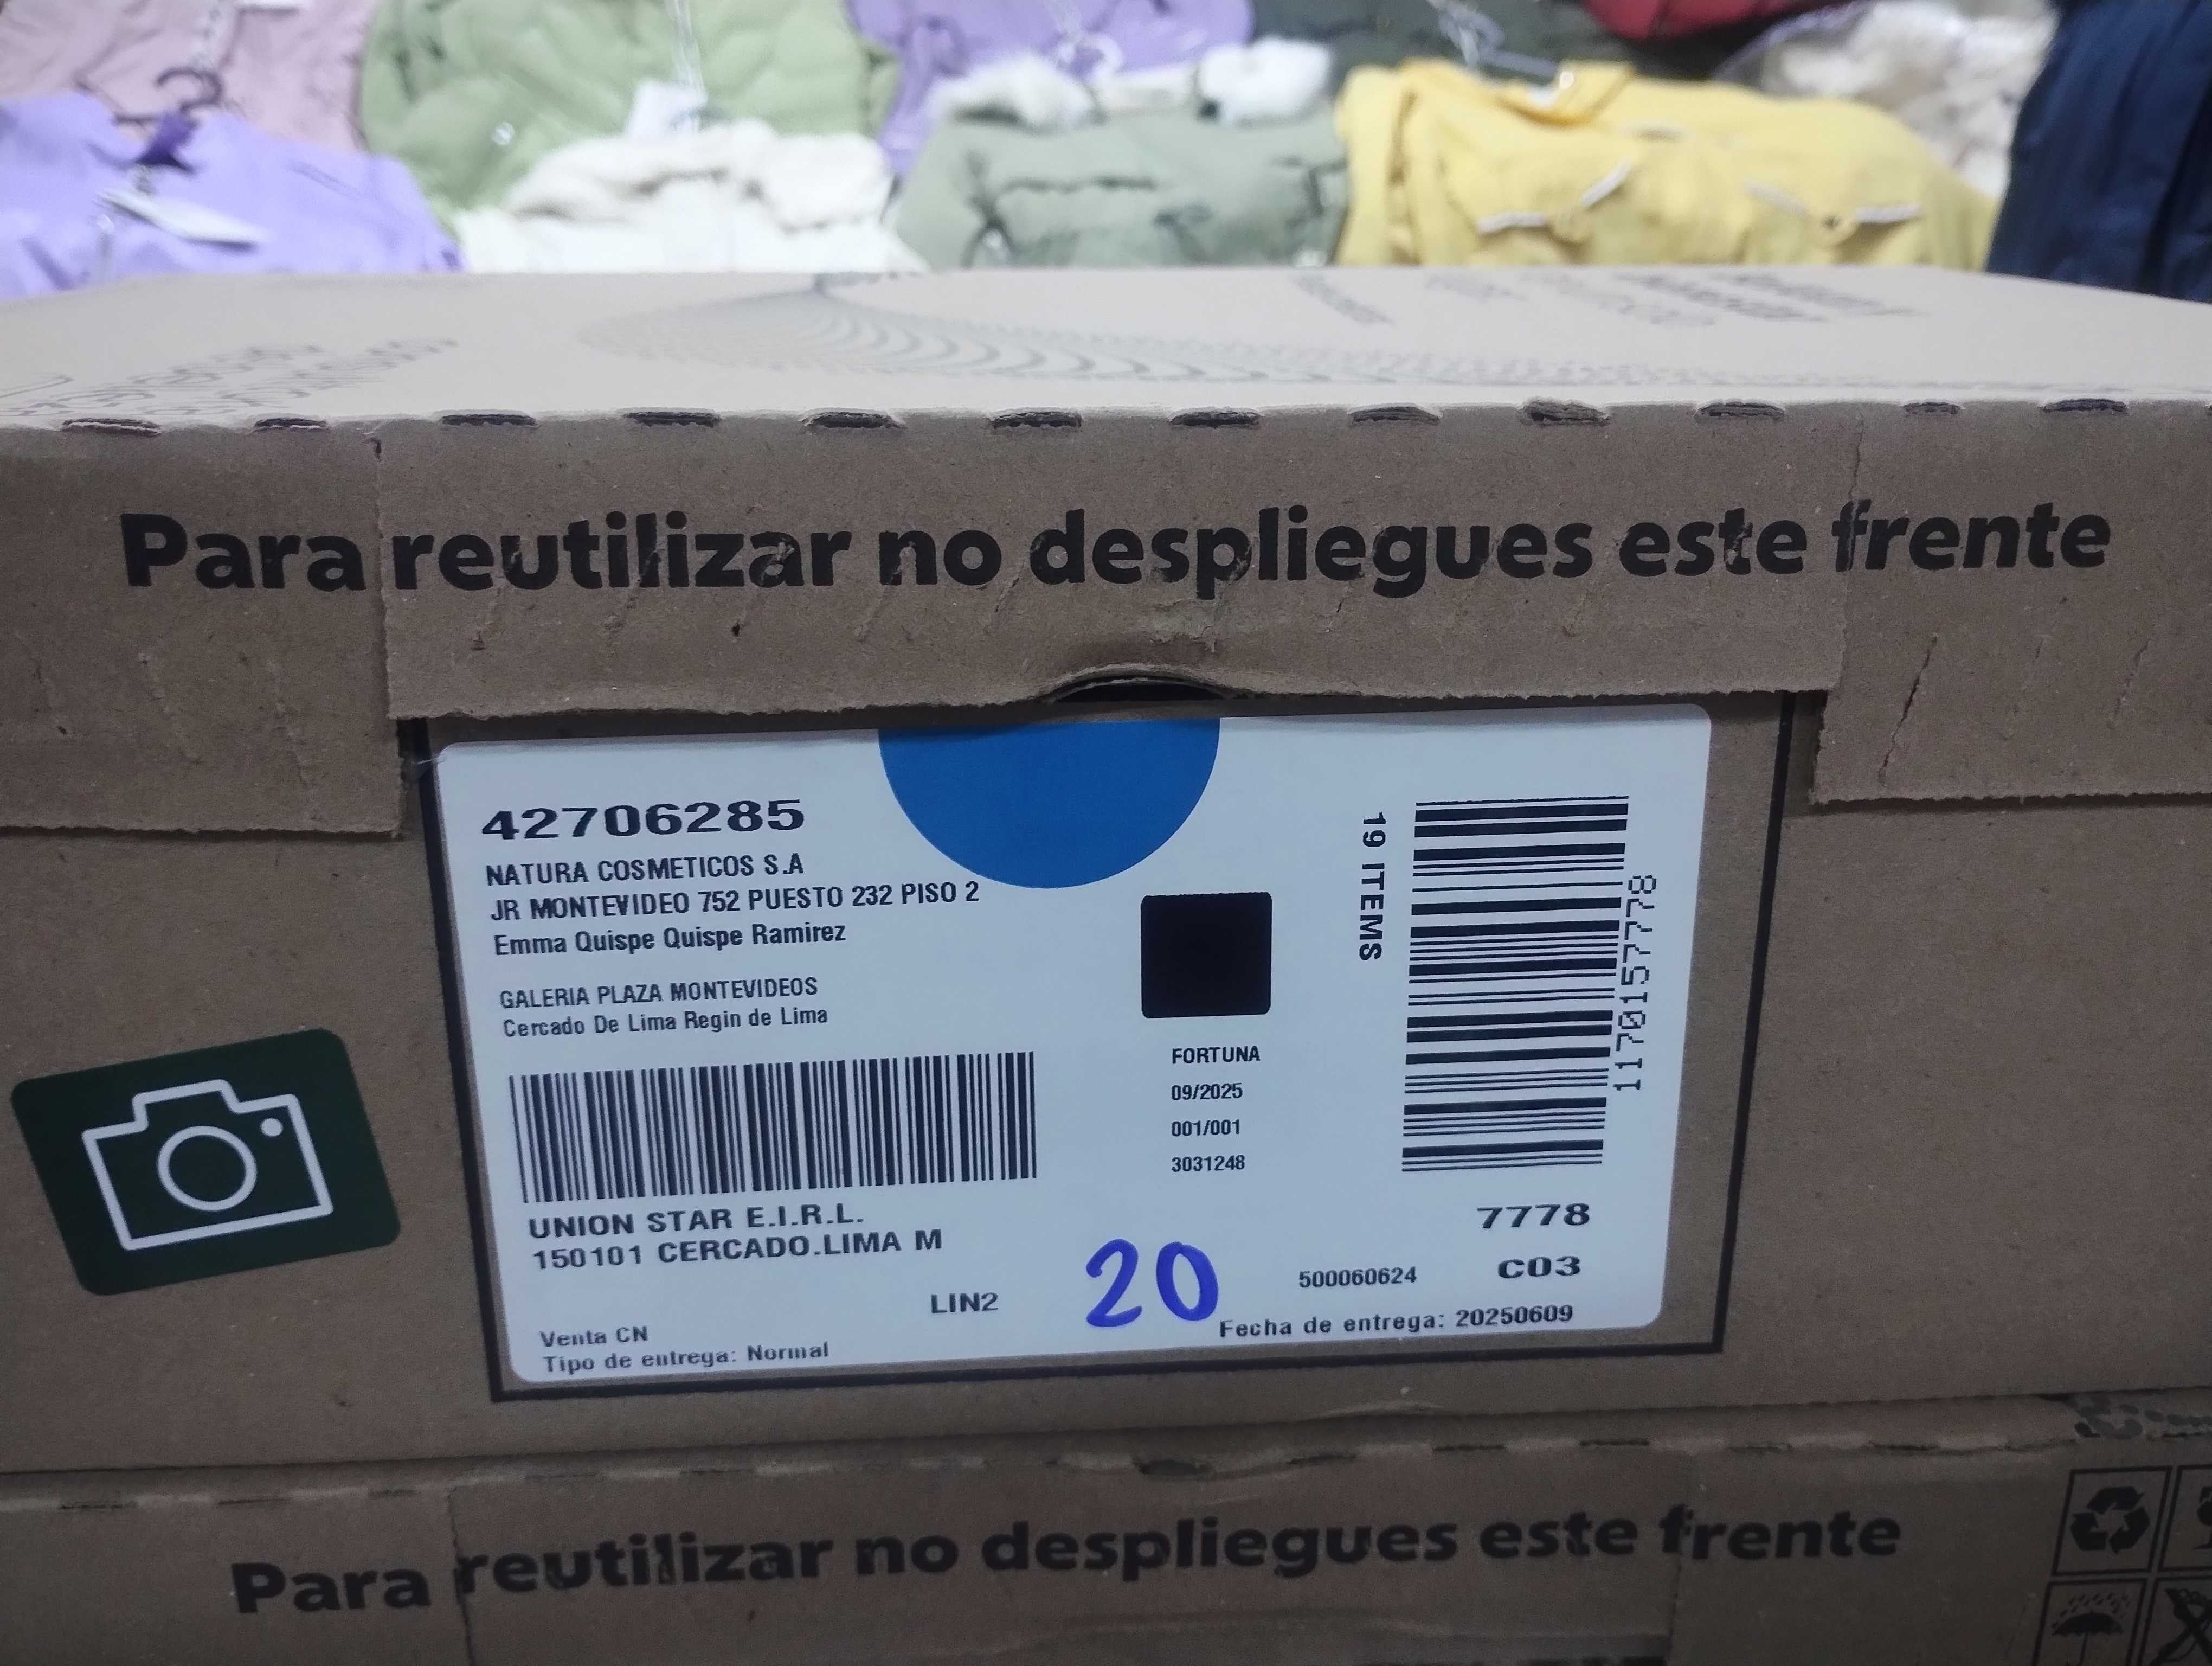 Para reutilizar no despliegues este frente
42706285
NATURA COSMETICOS S.A
JR MONTEVIDEO 752 PUESTO 232 PISO 2
Emma Quispe Quispe Ramirez
GALERIA PLAZA MONTEVIDEOS
Cercado De Lima Regin de Lima
UNION STAR E.I.R.L.
150101 CERCADO.LIMA M
LIN2
Venta CN
Tipo de entrega: Normal
FORTUNA
09/2025
001/001
3031248
20
19 ITEMS
1170157778
7778
500060624 C03
Fecha de entrega: 20250609
Para reutilizar no despliegues este frente